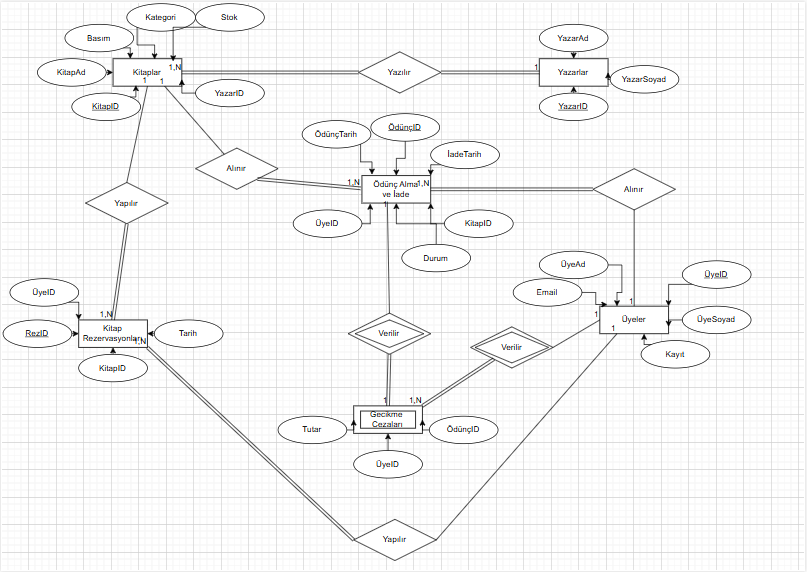 Kategori
Stok
Basım
YazarAd
KitapAd
1,N
Kitaplar
Yazılır
1
Yazarlar
YazarSoyad
1
1
KitapID
YazarID
YazarID
ÖdünçTarih
ÖdünçID
İadeTarih
Alınır
1,N
Ödünç Alma
ve İade
1,N
Alınır
Yapılır
1
ÜyeID
KitapID
Durum
ÜyeAd
ÜyeID
ÜyeID
Email
1
1,N
1
Üyeler
ÜyeSoyad
1
RezID
Kitap
Rezervasyonları
1,N
Tarih
Verilir
Verilir
Kayıt
KitapID
1
1,N
Gecikme
Cezaları
Tutar
ÖdünçID
ÜyeID
Yapılır